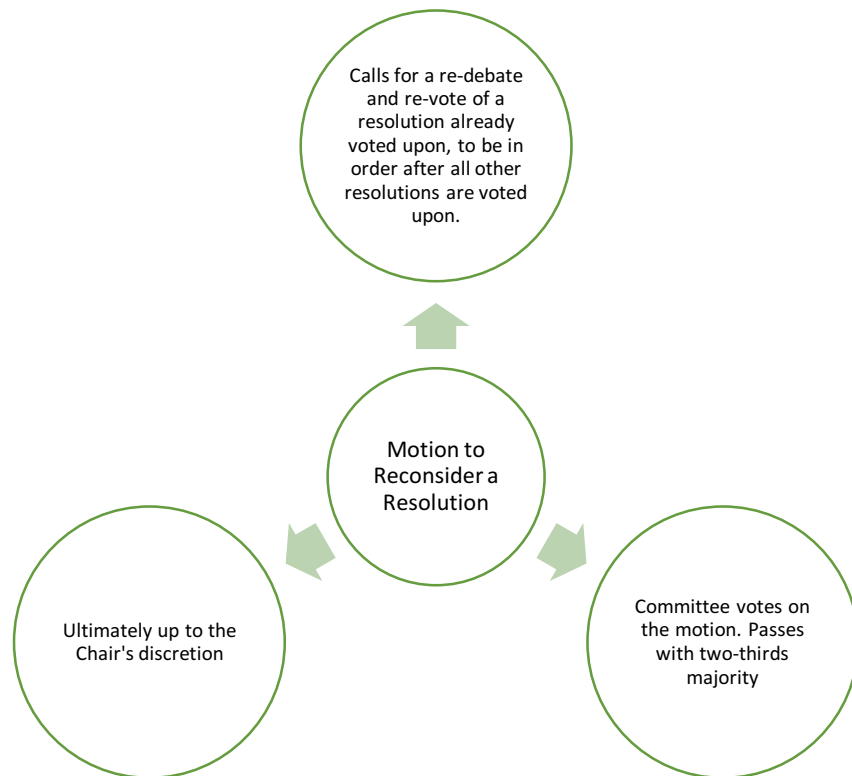 Calls for a re-debate
and re-vote of a
resolution already
voted upon, to be in
order after all other
resolutions are voted
upon.
Motion to
Reconsider a
Resolution
Ultimately up to the
Chair's discretion
Committee votes on
the motion. Passes
with two-thirds
majority